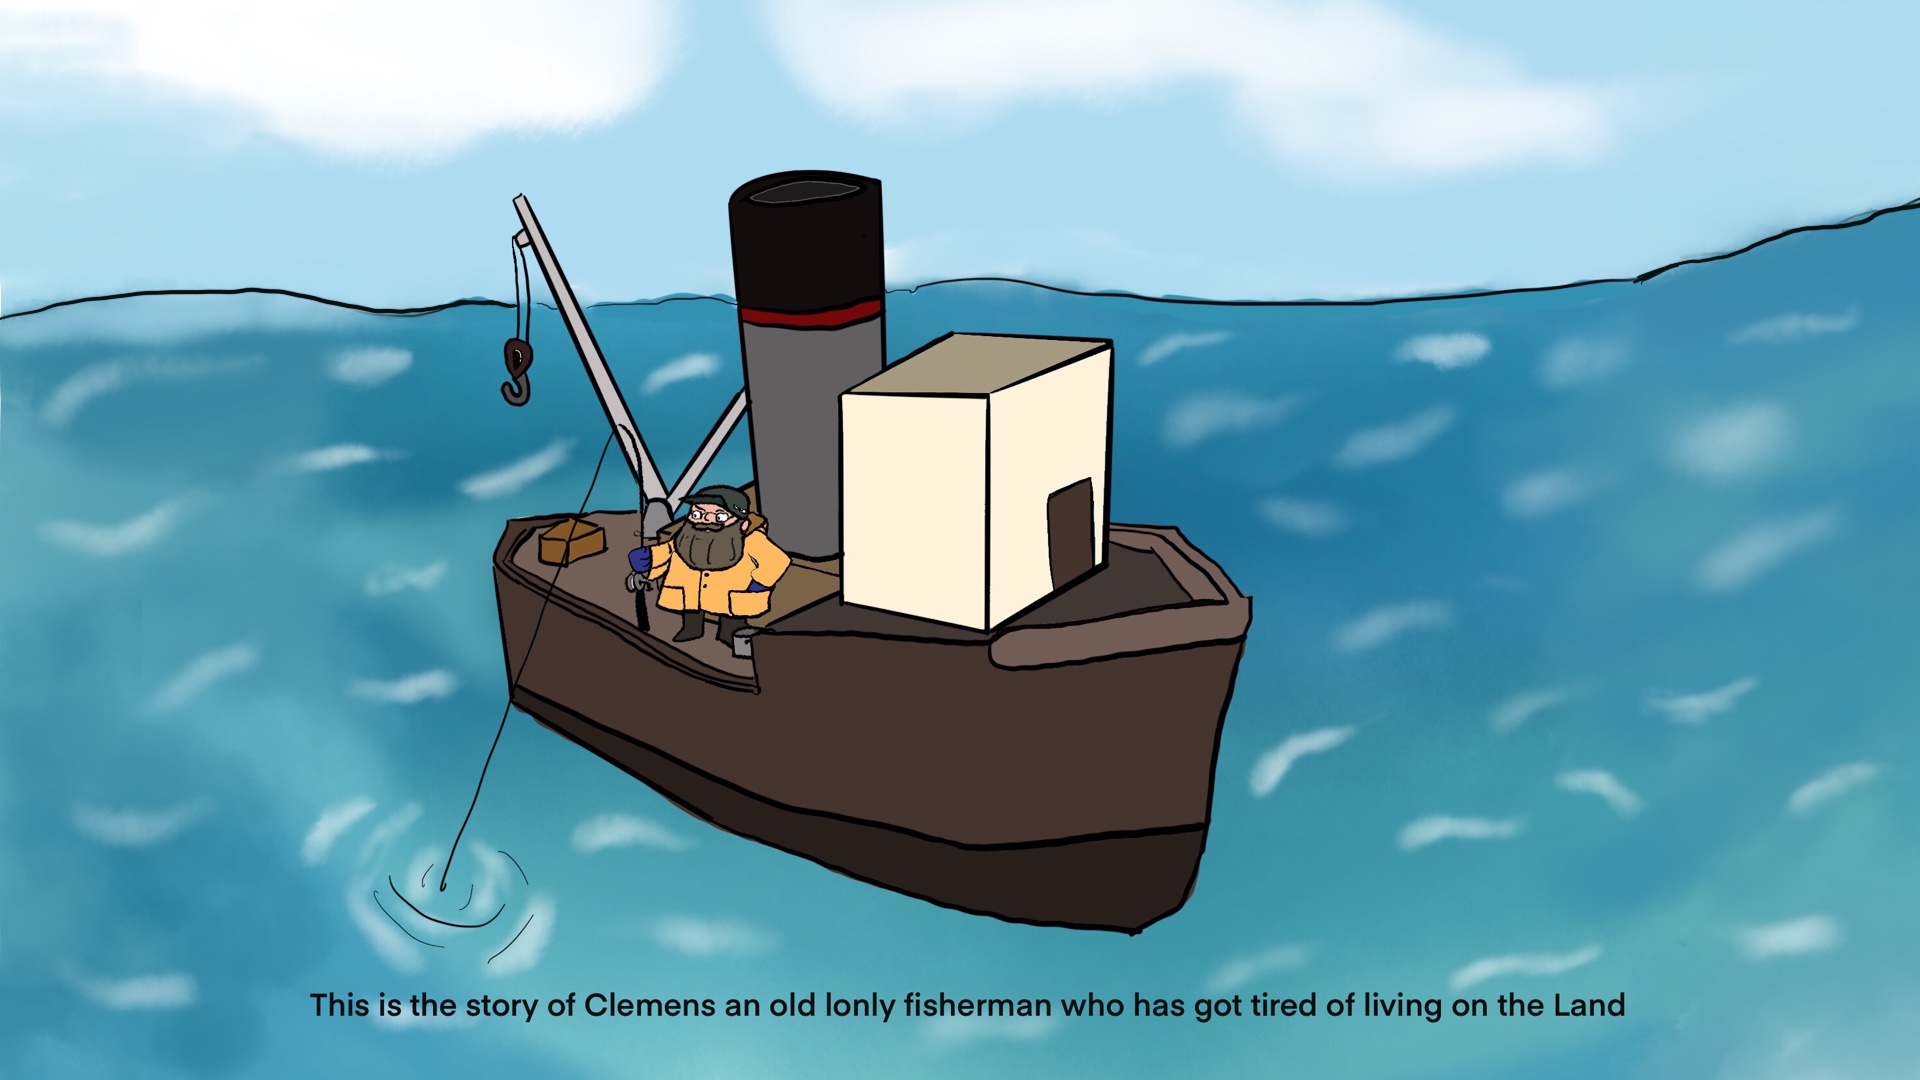 This is the story of Clemens an old lonly fisherman who has got tired of living on the Land